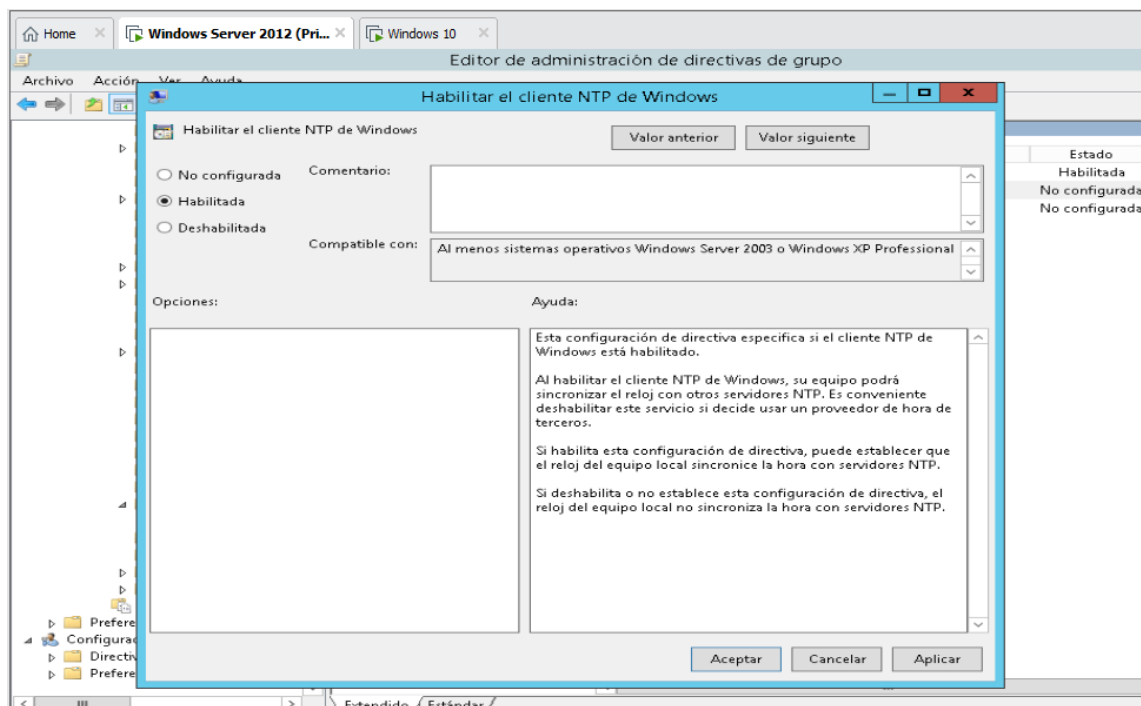 Home
Windows Server 2012 (Pri...
Windows 10
Editor de administración de directivas de grupo
Archivo Acción Ver Ayuda
Habilitar el cliente NTP de Windows
Habilitar el cliente NTP de Windows
Valor anterior
Valor siguiente
No configurada
Habilitada
Deshabilitada
Comentario:
Compatible con:
Al menos sistemas operativos Windows Server 2003 o Windows XP Professional
Opciones:
Ayuda:
Esta configuración de directiva especifica si el cliente NTP de
Windows está habilitado.
Al habilitar el cliente NTP de Windows, su equipo podrá
sincronizar el reloj con otros servidores NTP. Es conveniente
deshabilitar este servicio si decide usar un proveedor de hora de
terceros.
Si habilita esta configuración de directiva, puede establecer que
el reloj del equipo local sincronice la hora con servidores NTP.
Si deshabilita o no establece esta configuración de directiva, el
reloj del equipo local no sincroniza la hora con servidores NTP.
Aceptar
Cancelar
Aplicar
Estado
Habilitada
No configurada
No configurada
Prefere
Configurac
Directiv
Prefere
Extendido
Estándar